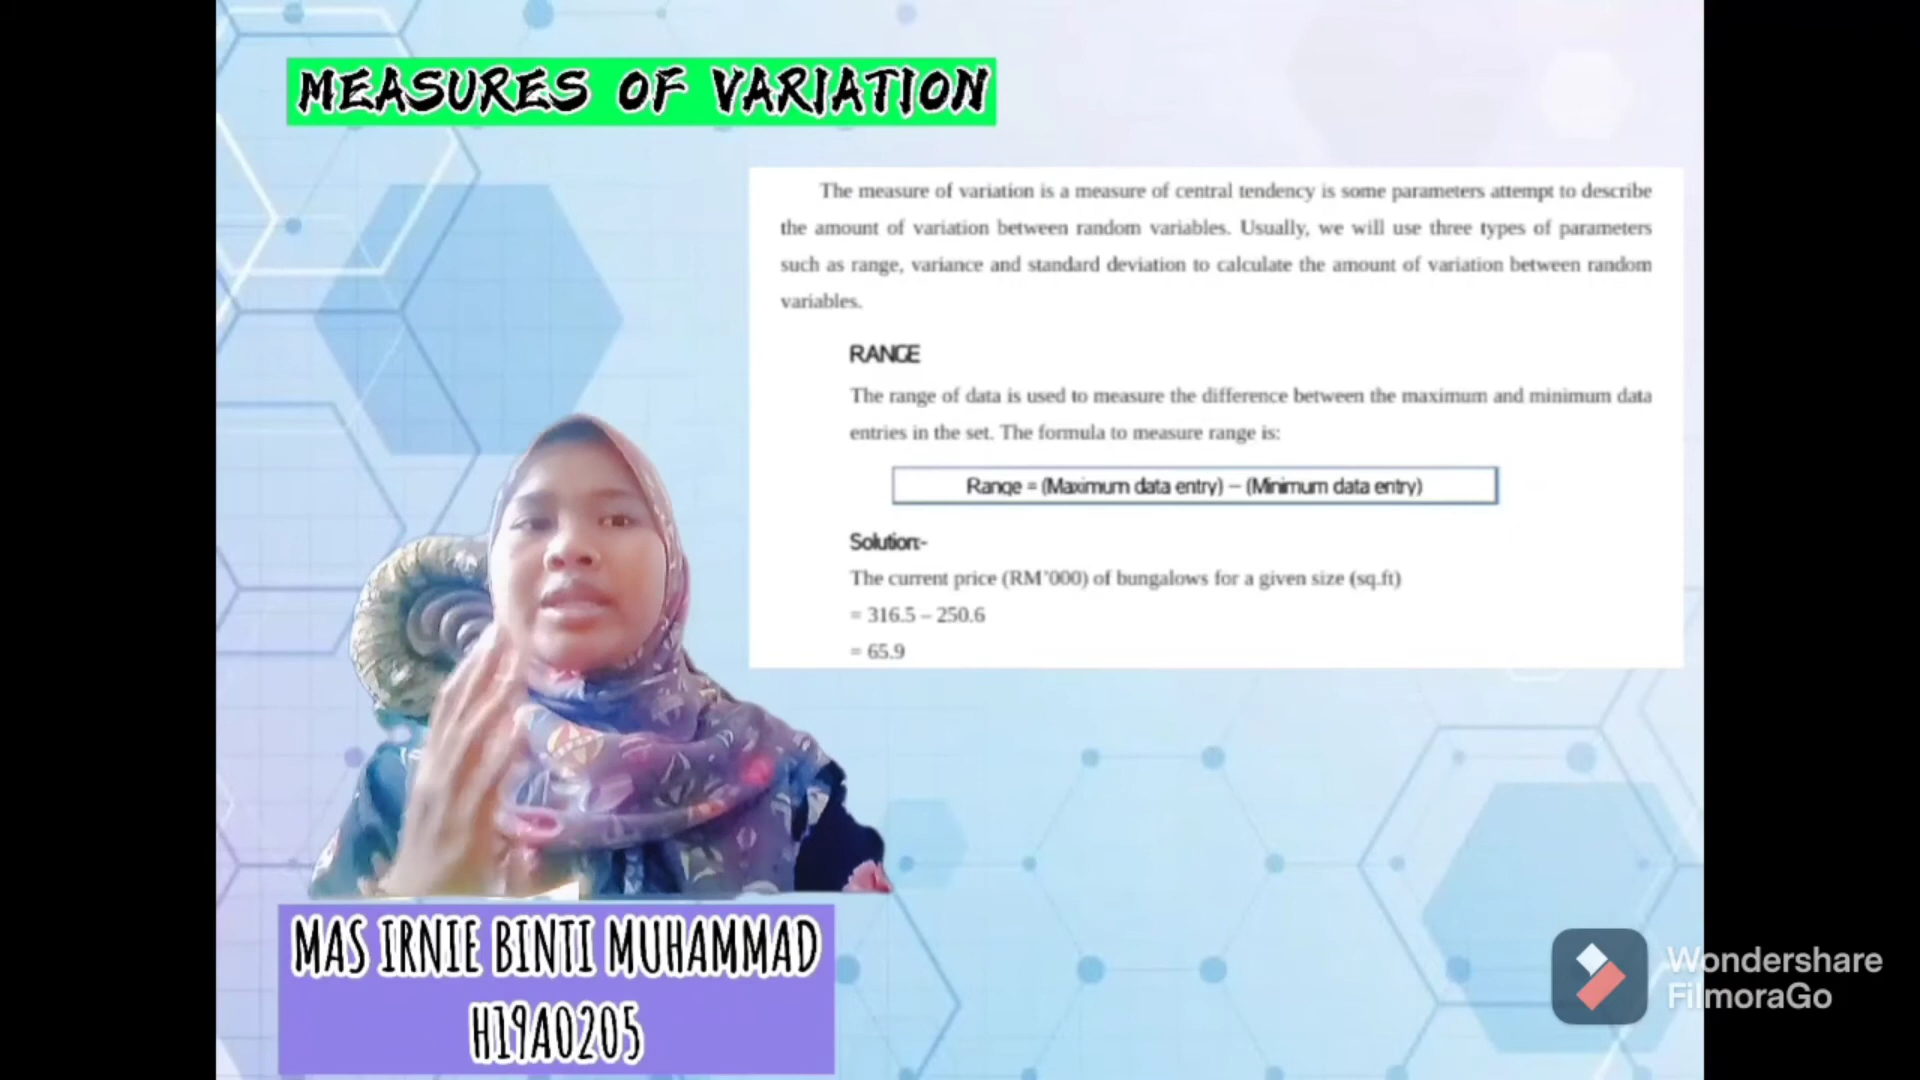 MEASURES OF VARIATION
The measure of variation is a measure of central tendency is some parameters attempt to describe
the amount of variation between random variables. Usually, we will use three types of parameters
such as range, variance and standard deviation to calculate the amount of variation between random
variables.
RANGE
The range of data is used to measure the difference between the maximum and minimum data
entries in the set. The formula to measure range is:
Range = (Maximum data entry) – (Minimum data entry)
Solution:-
The current price (RM'000) of bungalows for a given size (sq.ft)
= 316.5 – 250.6
= 65.9
MAS IRNIE BINTI MUHAMMAD
H19A0205
Wondershare
FilmoraGo